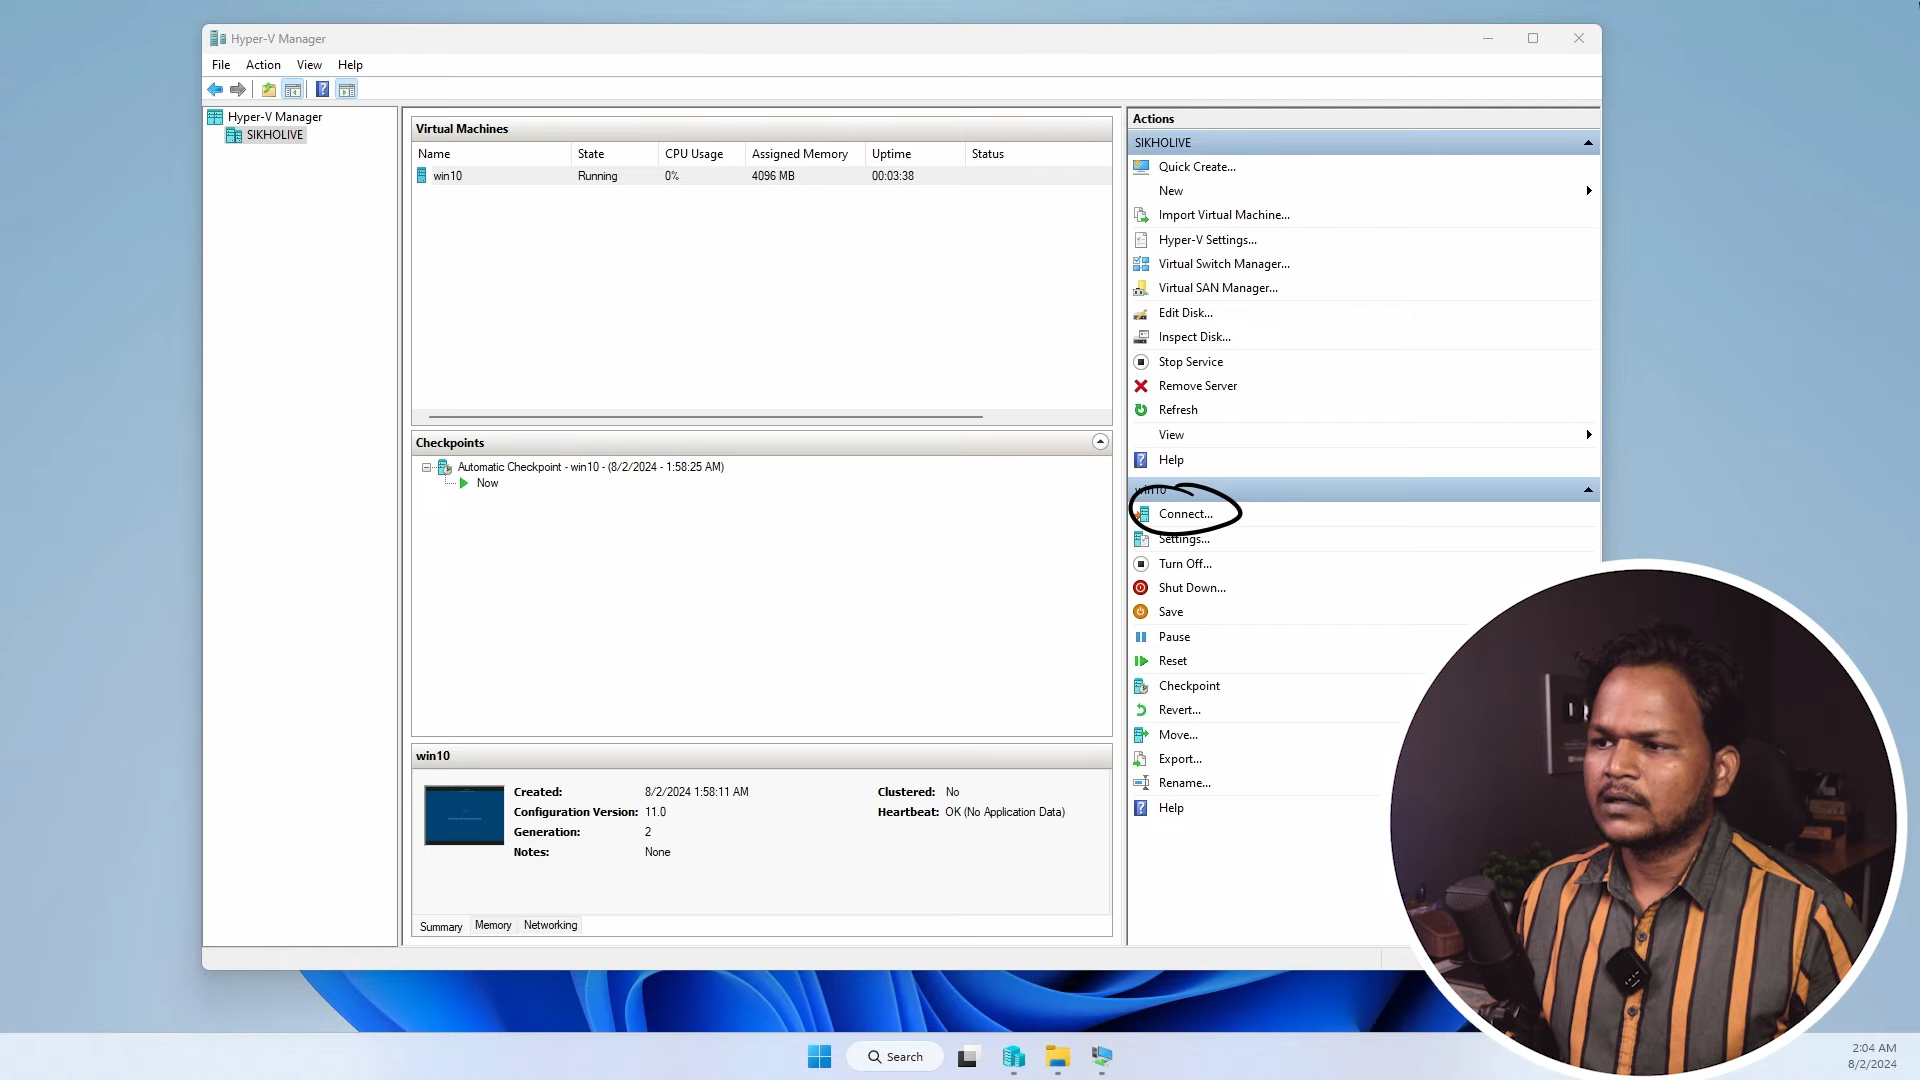 Hyper-V Manager
File Action View Help
Hyper-V Manager
SIKHOLIVE
Virtual Machines
Name State CPU Usage Assigned Memory Uptime Status
win10 Running 0% 4096 MB 00:03:38
Checkpoints
Automatic Checkpoint - win10 - (8/2/2024 - 1:58:25 AM)
Now
win10
Created: 8/2/2024 1:58:11 AM Clustered: No
Configuration Version: 11.0 Heartbeat: OK (No Application Data)
Generation: 2
Notes: None
Summary Memory Networking
Actions
SIKHOLIVE
Quick Create...
New
Import Virtual Machine...
Hyper-V Settings...
Virtual Switch Manager...
Virtual SAN Manager...
Edit Disk...
Inspect Disk...
Stop Service
Remove Server
Refresh
View
Help
win10
Connect...
Settings...
Turn Off...
Shut Down...
Save
Pause
Reset
Checkpoint
Revert...
Move...
Export...
Rename...
Help
Search
2:04 AM
8/2/2024